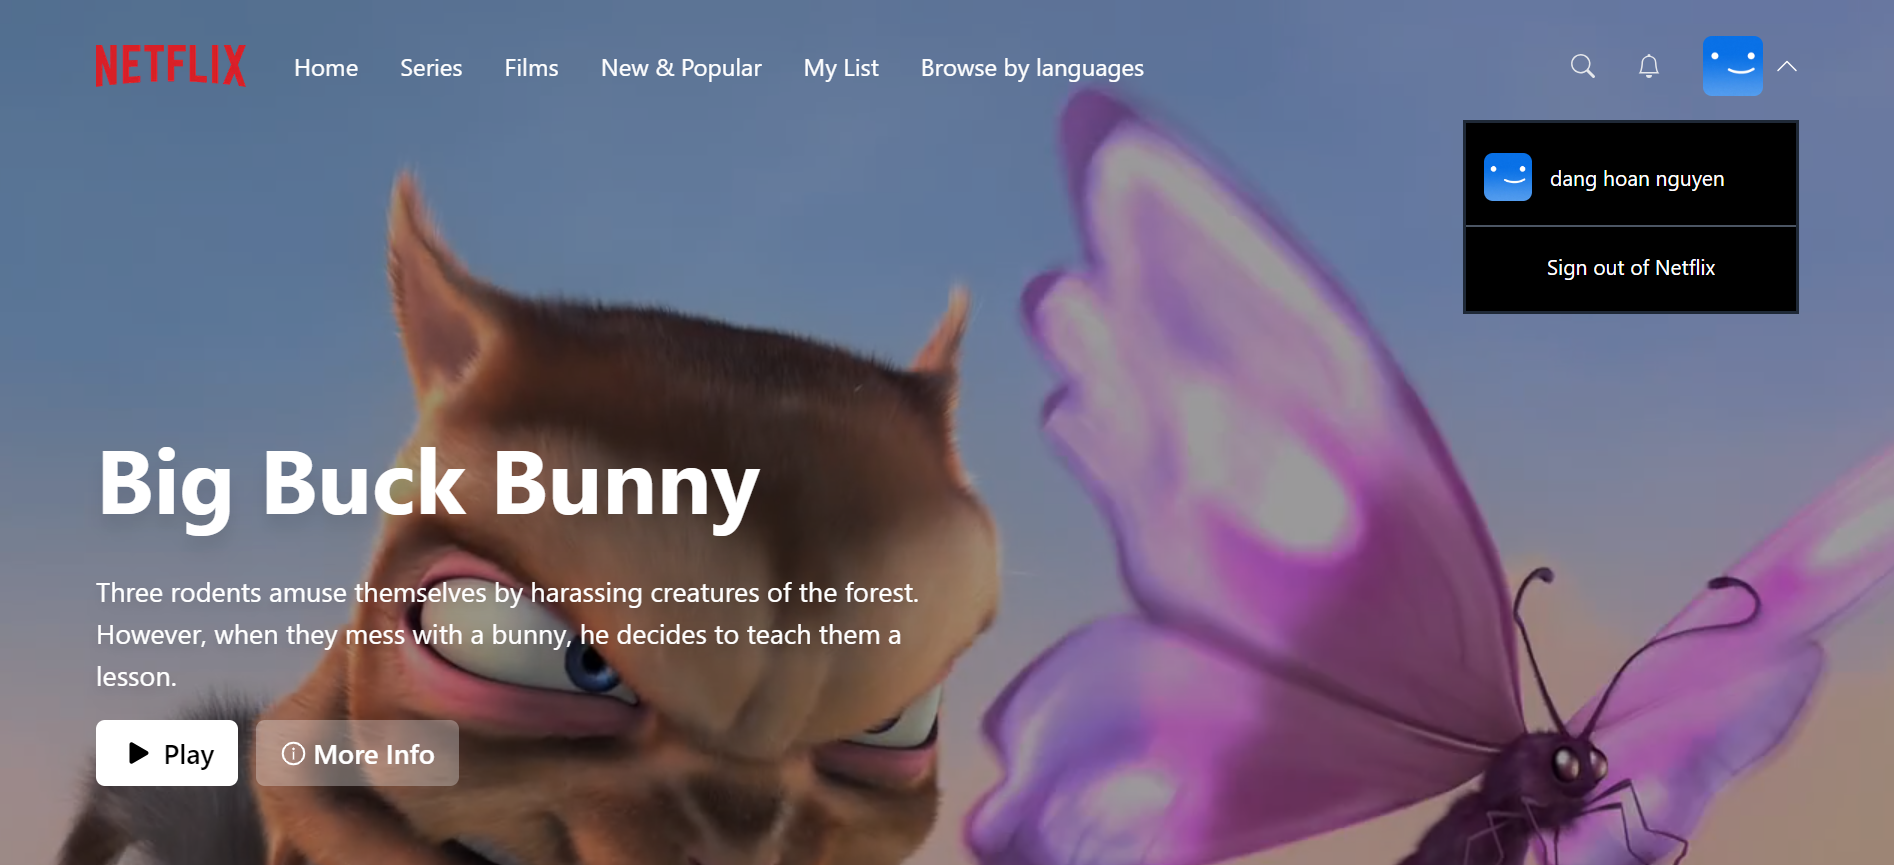 NETFLIX
Home
Series
Films
New & Popular
My List
Browse by languages
dang hoan nguyen
Sign out of Netflix
Big Buck Bunny
Three rodents amuse themselves by harassing creatures of the forest.
However, when they mess with a bunny, he decides to teach them a
lesson.
Play
More Info